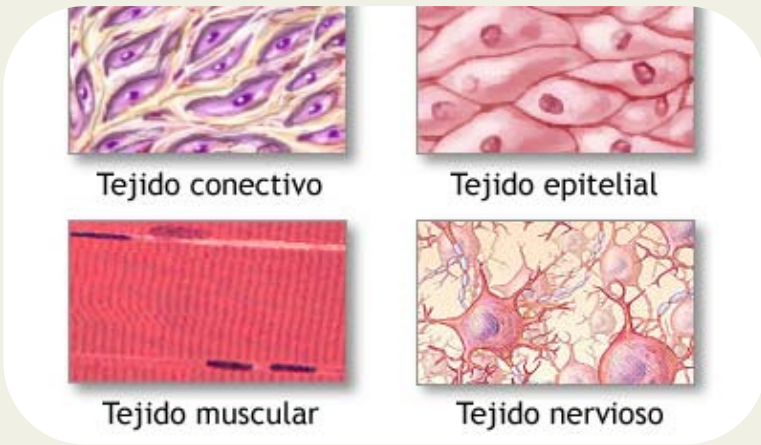 Tejido conectivo
Tejido epitelial
Tejido muscular
Tejido nervioso